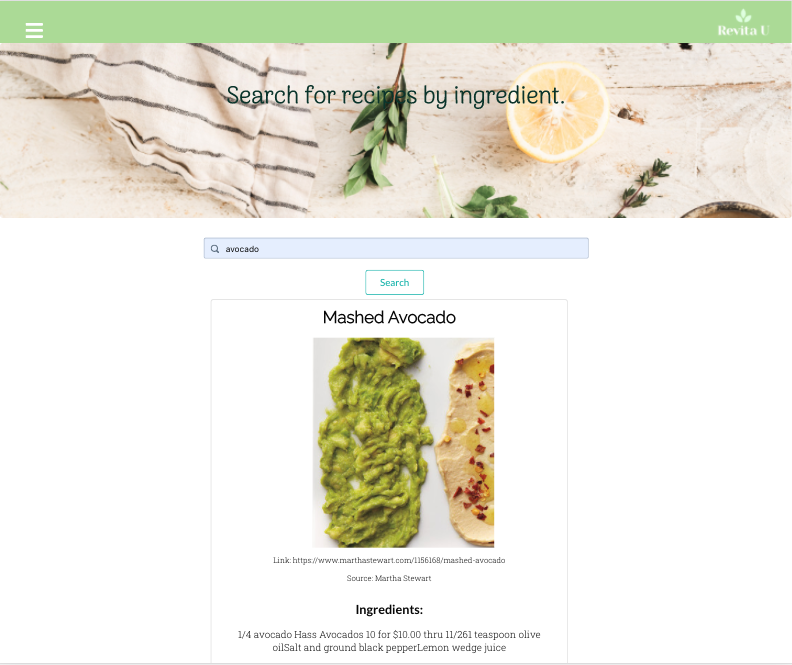 Revita U
Search for recipes by ingredient.
avocado
Search
Mashed Avocado
Link: https://www.marthastewart.com/1156168/mashed-avocado
Source: Martha Stewart
Ingredients:
1/4 avocado Hass Avocados 10 for $10.00 thru 11/261 teaspoon olive
oilSalt and ground black pepperLemon wedge juice